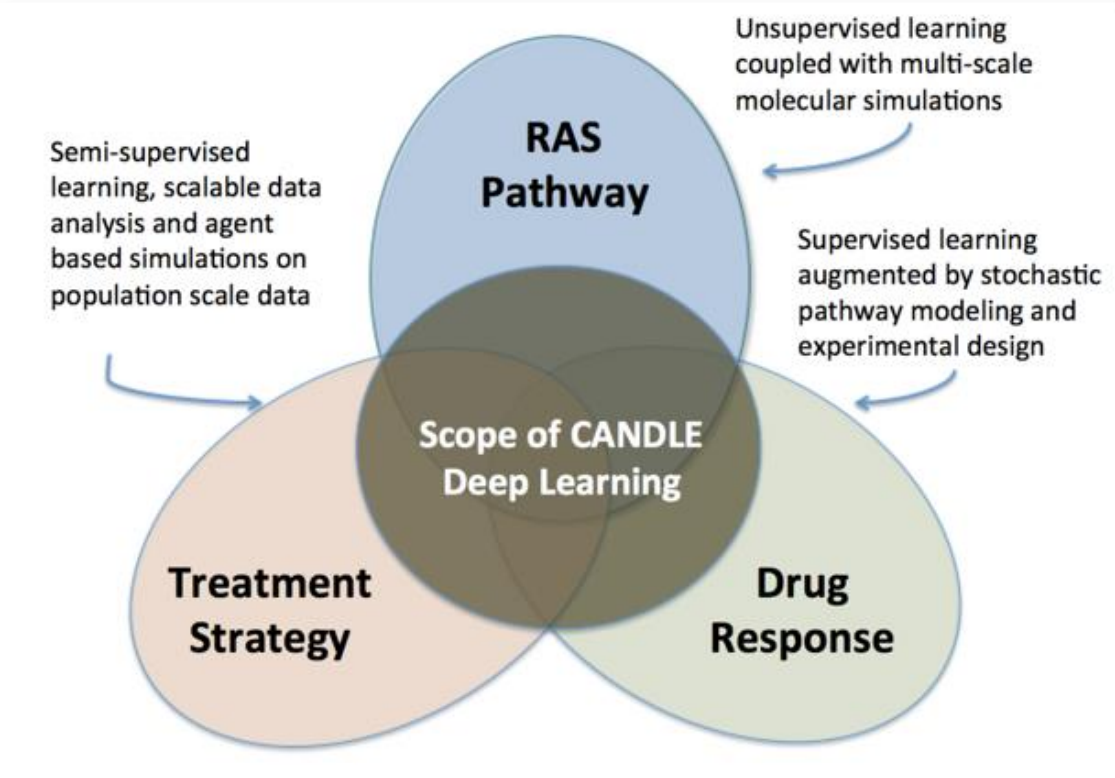 Unsupervised learning
coupled with multi-scale
molecular simulations
RAS
Pathway
Semi-supervised
learning, scalable data
analysis and agent
based simulations on
population scale data
Supervised learning
augmented by stochastic
pathway modeling and
experimental design
Scope of CANDLE
Deep Learning
Treatment
Strategy
Drug
Response